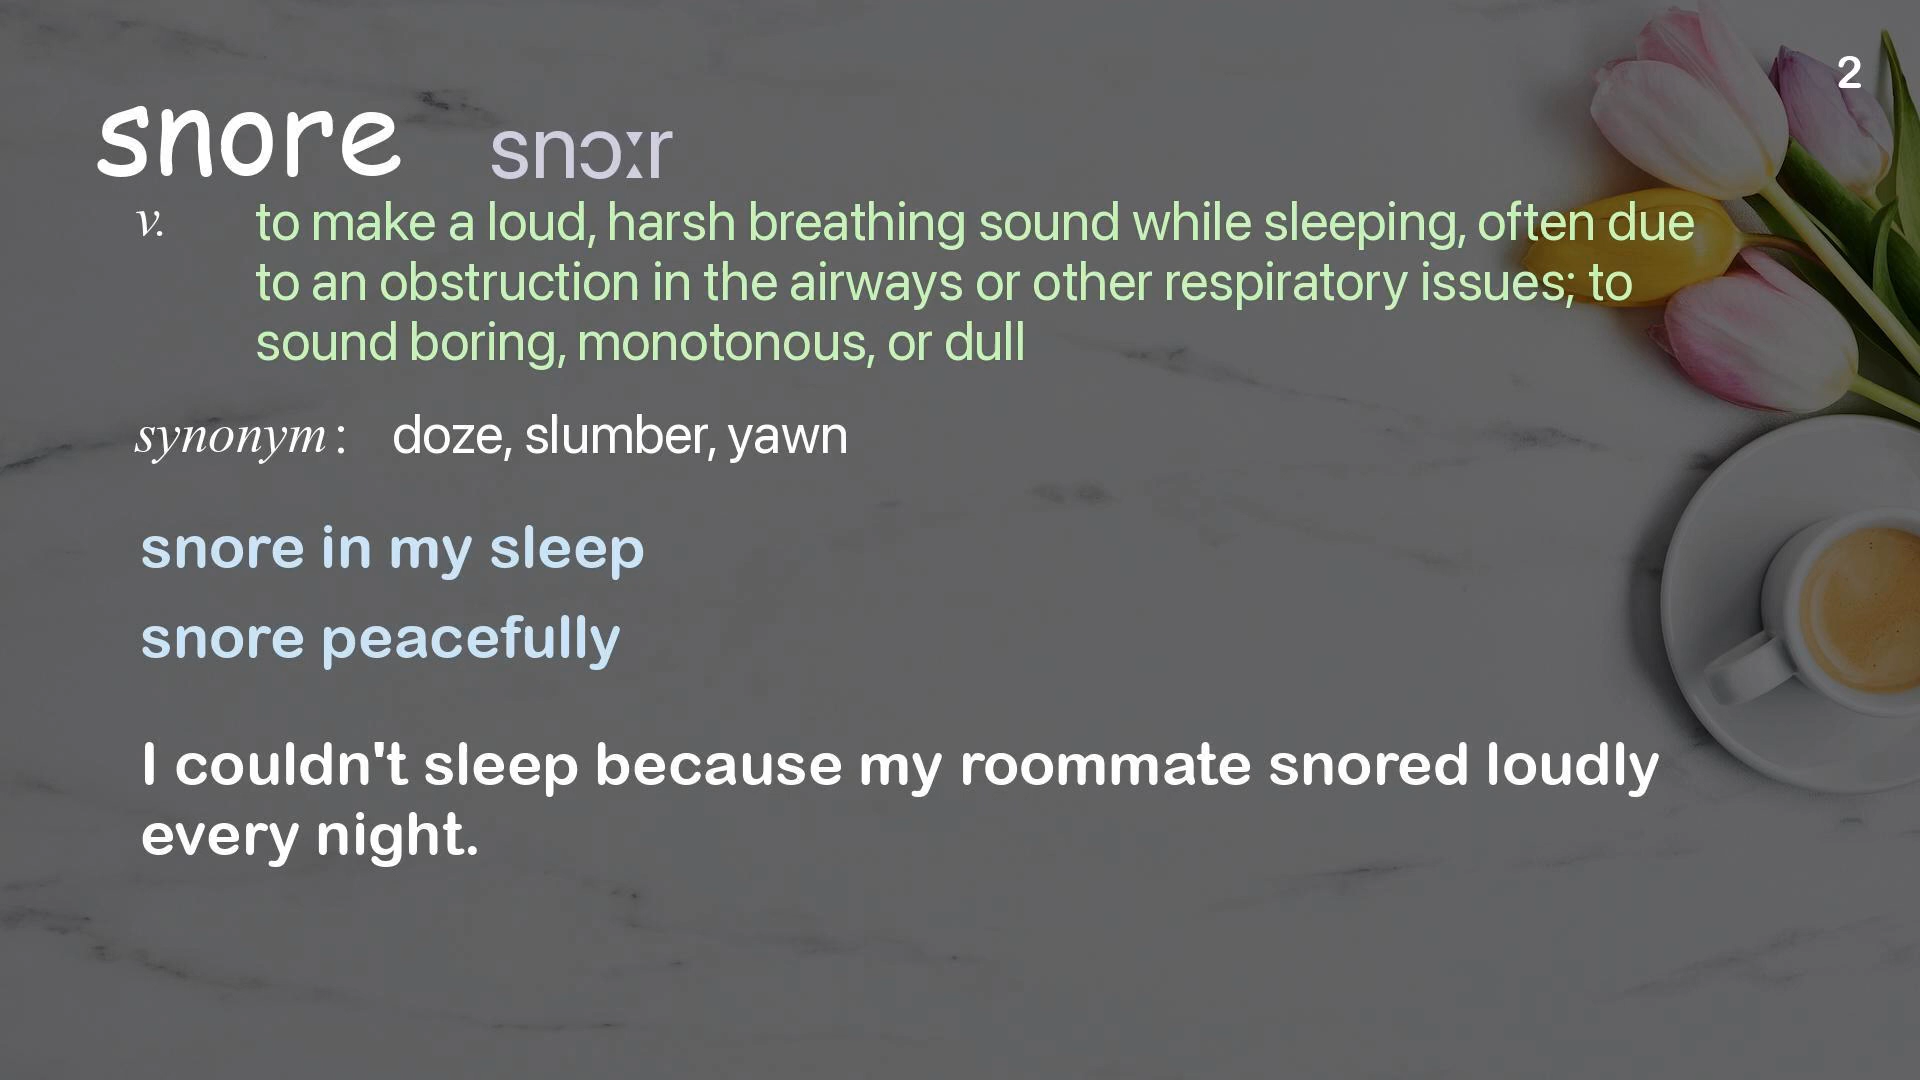 2
snore snɔːr
v. to make a loud, harsh breathing sound while sleeping, often due
to an obstruction in the airways or other respiratory issues; to
sound boring, monotonous, or dull
synonym : doze, slumber, yawn
snore in my sleep
snore peacefully
I couldn't sleep because my roommate snored loudly
every night.